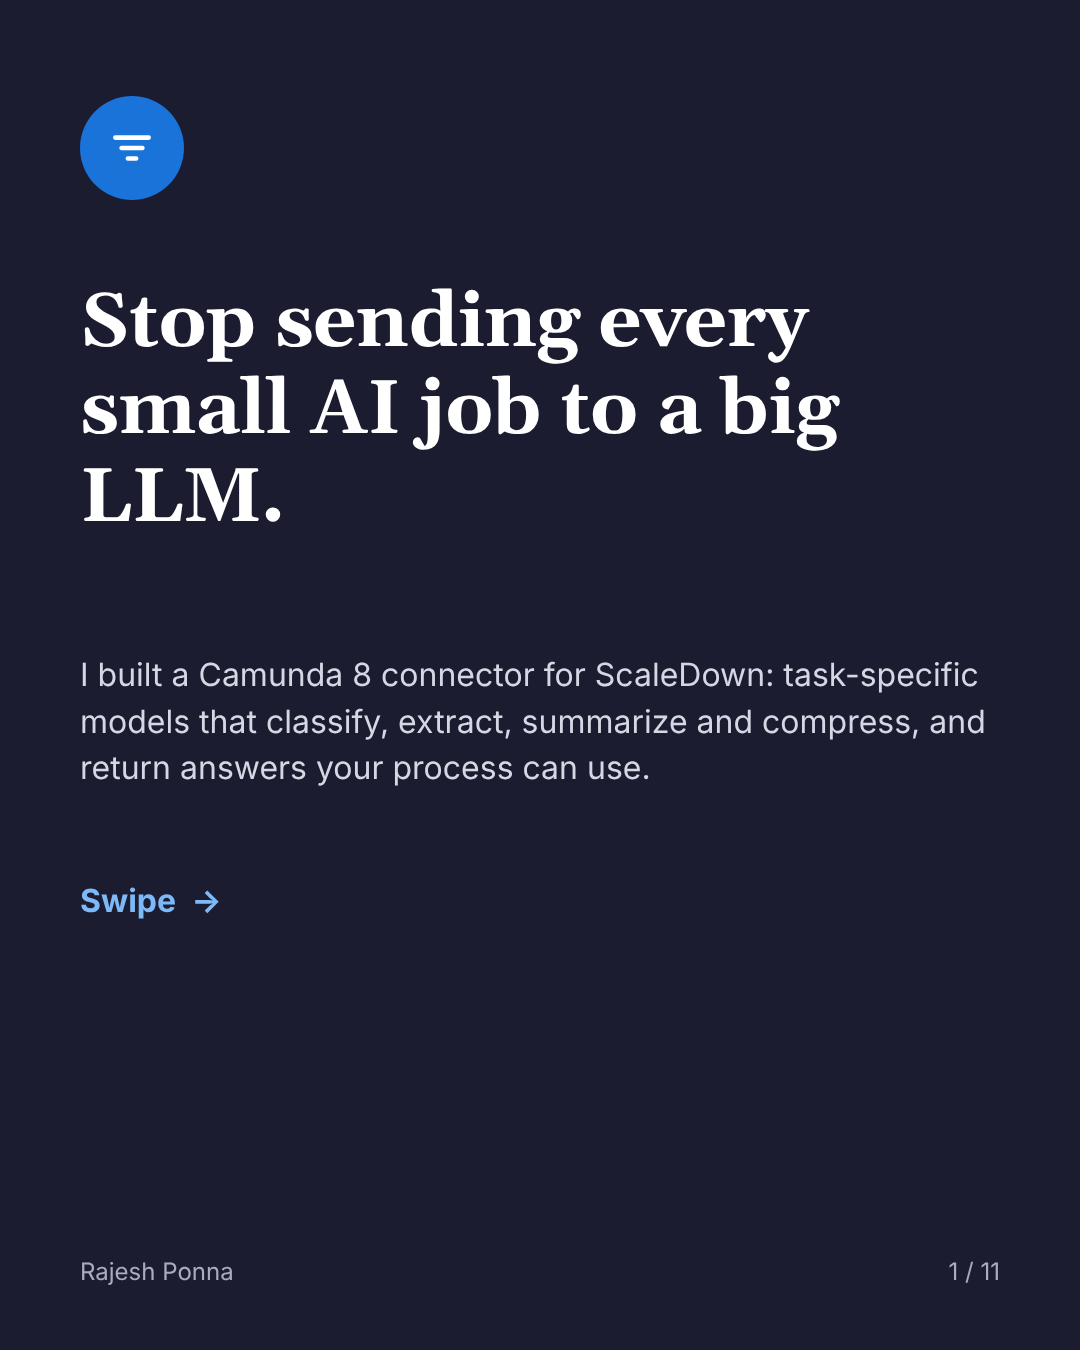 Stop sending every
small AI job to a big
LLM.
I built a Camunda 8 connector for ScaleDown: task-specific
models that classify, extract, summarize and compress, and
return answers your process can use.
Swipe →
Rajesh Ponna
1 / 11